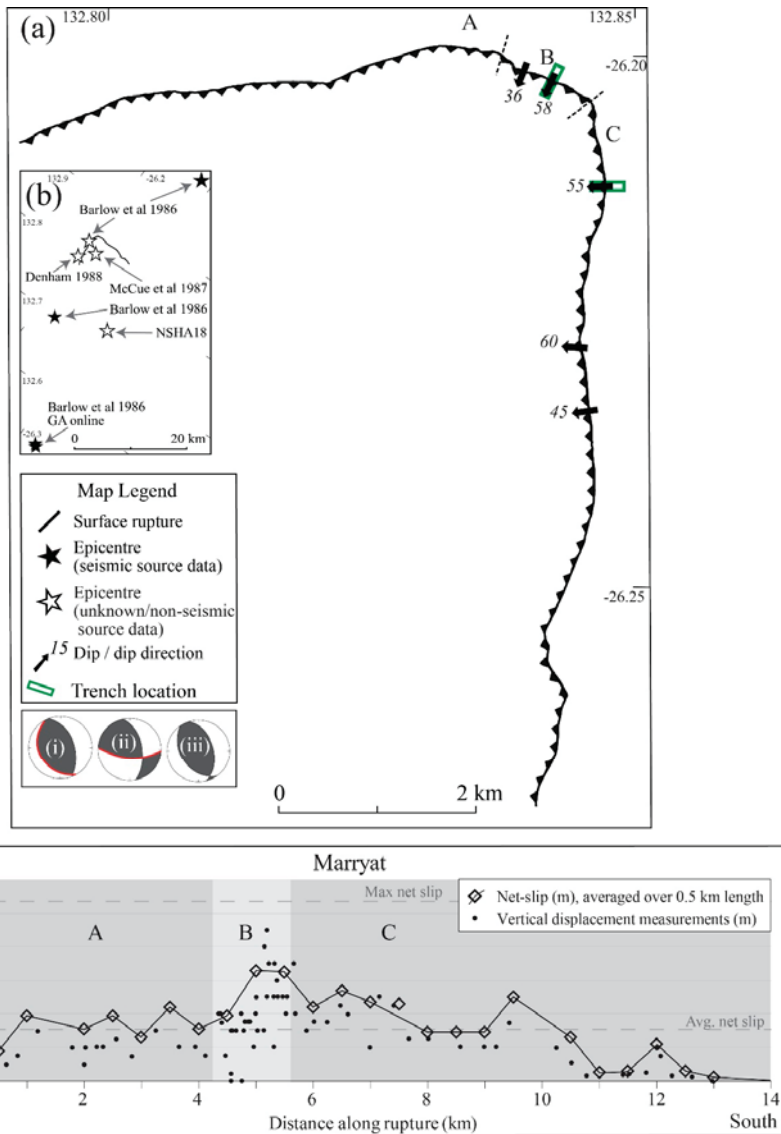 (a)
132.80
132.85
-26.20
A
B
C
36
58
55
60
45
-26.25
(b)
132.9
-26.2
132.8
Barlow et al 1986
Denham 1988
McCue et al 1987
132.7
Barlow et al 1986
NSHA18
132.6
Barlow et al 1986
GA online
-26.3
0 20 km
Map Legend
Surface rupture
Epicentre
(seismic source data)
Epicentre
(unknown/non-seismic
source data)
15 Dip / dip direction
Trench location
(i) (ii) (iii)
0 2 km
Marryat
Max net slip
Net-slip (m), averaged over 0.5 km length
Vertical displacement measurements (m)
A
B
C
Avg. net slip
2 4 6 8 10 12 14
Distance along rupture (km)
South